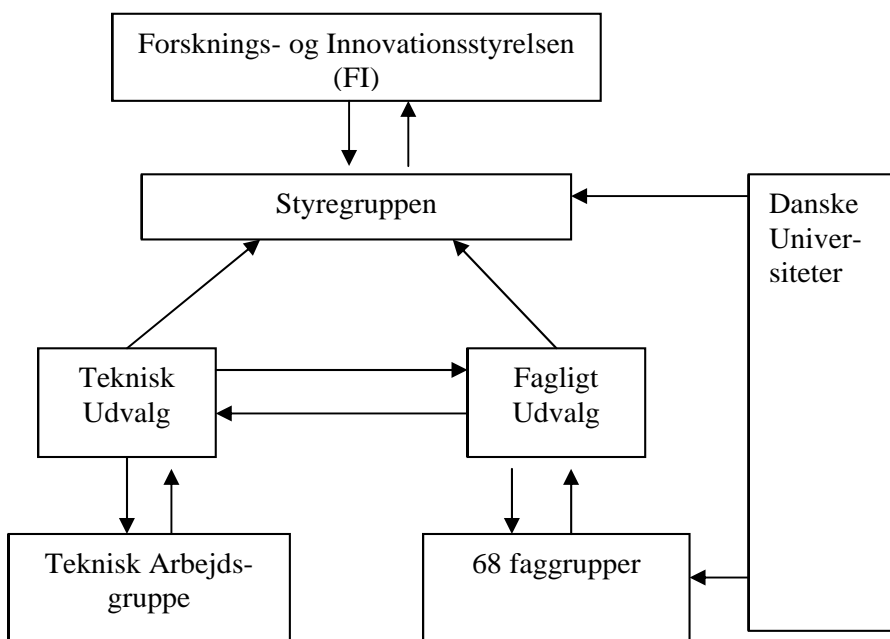 Forsknings- og Innovationsstyrelsen
(FI)
Styregruppen
Danske
Univer-
siteter
Teknisk
Udvalg
Fagligt
Udvalg
Teknisk Arbejds-
gruppe
68 faggrupper